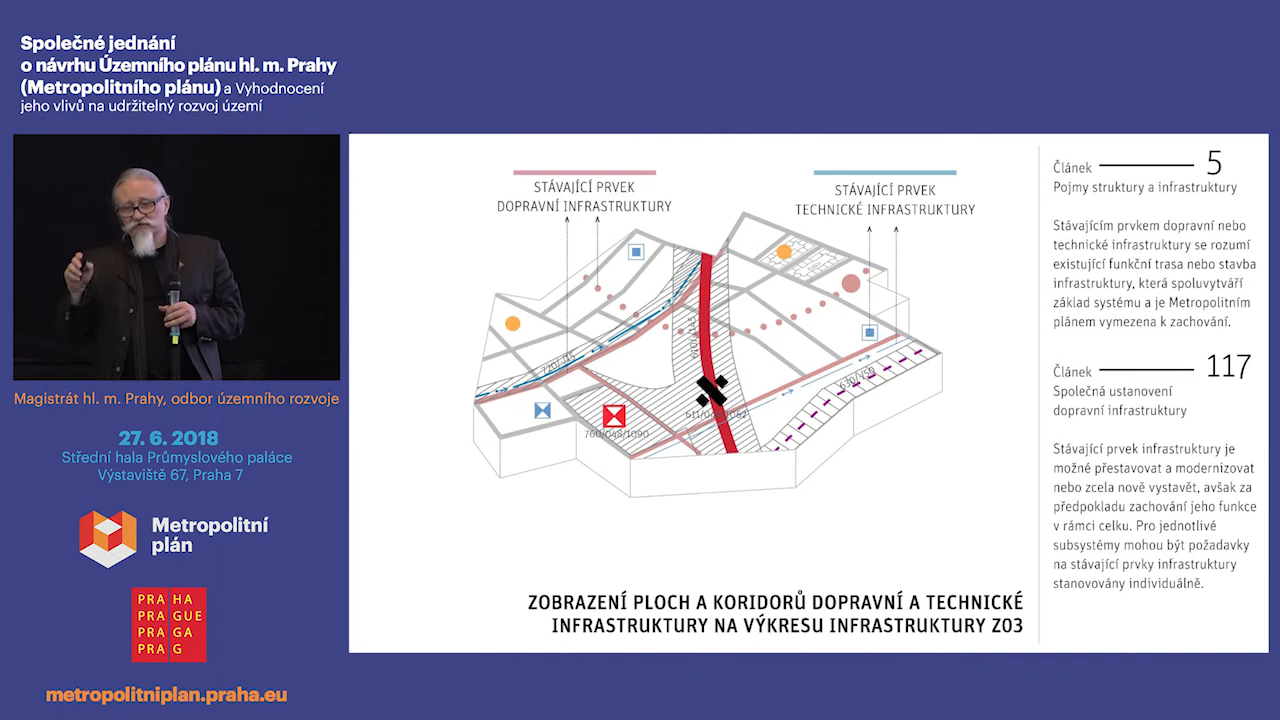 Společné jednání
o návrhu Územního plánu hl. m. Prahy
(Metropolitního plánu) a Vyhodnocení
jeho vlivů na udržitelný rozvoj území
Magistrát hl. m. Prahy, odbor územního rozvoje
27. 6. 2018
Střední hala Průmyslového paláce
Výstaviště 67, Praha 7
Metropolitní
plán
PRA HA
PRA GUE
PRA GA
PRA G
metropolitniplan.praha.eu
STÁVAJÍCÍ PRVEK
DOPRAVNÍ INFRASTRUKTURY
STÁVAJÍCÍ PRVEK
TECHNICKÉ INFRASTRUKTURY
760/048/1090
ZOBRAZENÍ PLOCH A KORIDORŮ DOPRAVNÍ A TECHNICKÉ
INFRASTRUKTURY NA VÝKRESU INFRASTRUKTURY Z03
Článek 5
Pojmy struktury a infrastruktury
Stávajícím prvkem dopravní nebo
technické infrastruktury se rozumí
existující funkční trasa nebo stavba
infrastruktury, která spoluvytváří
základ systému a je Metropolitním
plánem vymezena k zachování.
Článek 117
Společná ustanovení
dopravní infrastruktury
Stávající prvek infrastruktury je
možné přestavovat a modernizovat
nebo zcela nově vystavět, avšak za
předpokladu zachování jeho funkce
v rámci celku. Pro jednotlivé
subsystémy mohou být požadavky
na stávající prvky infrastruktury
stanovovány individuálně.